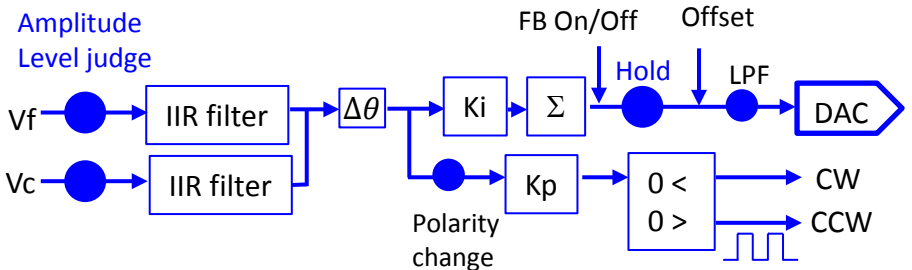 Amplitude
Level judge
FB On/Off
Offset
Hold
LPF
Vf
IIR filter
Δθ
Ki
Σ
DAC
Vc
IIR filter
Kp
0 <
0 >
CW
CCW
Polarity
change